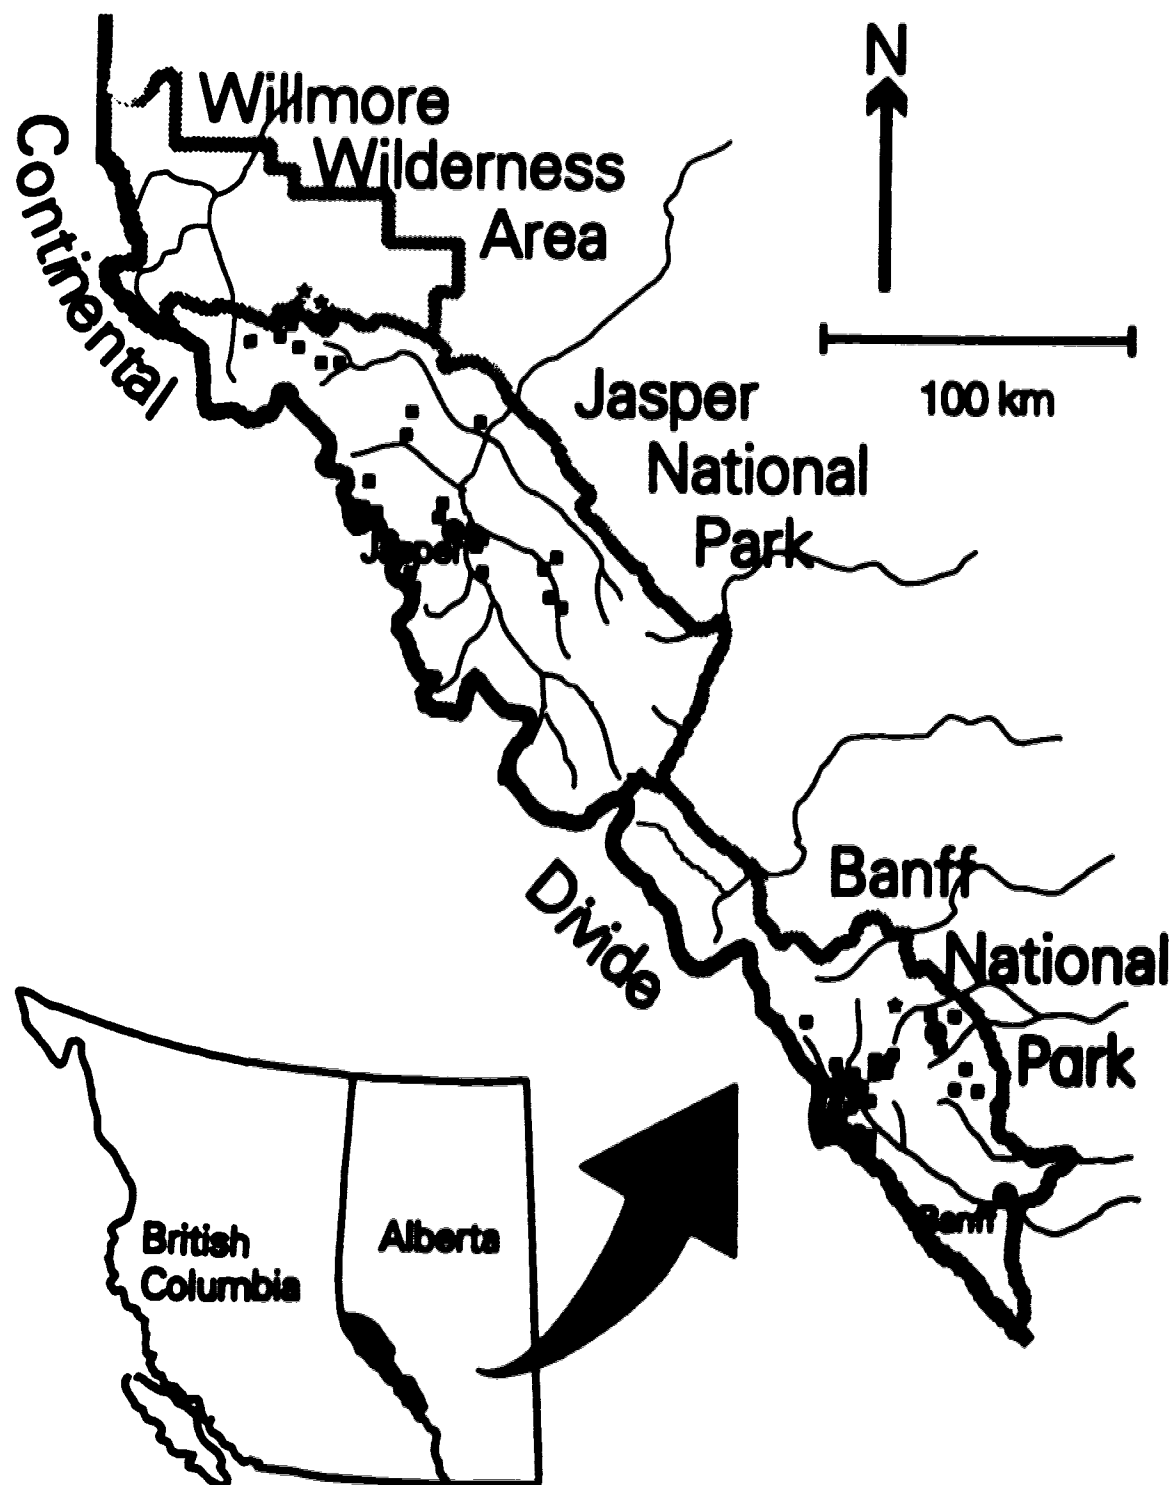 N
Willmore
Wilderness
Area
Continental
100 km
Jasper
National
Park
Jasper
Divide
Banff
National
Park
Banff
British
Columbia
Alberta